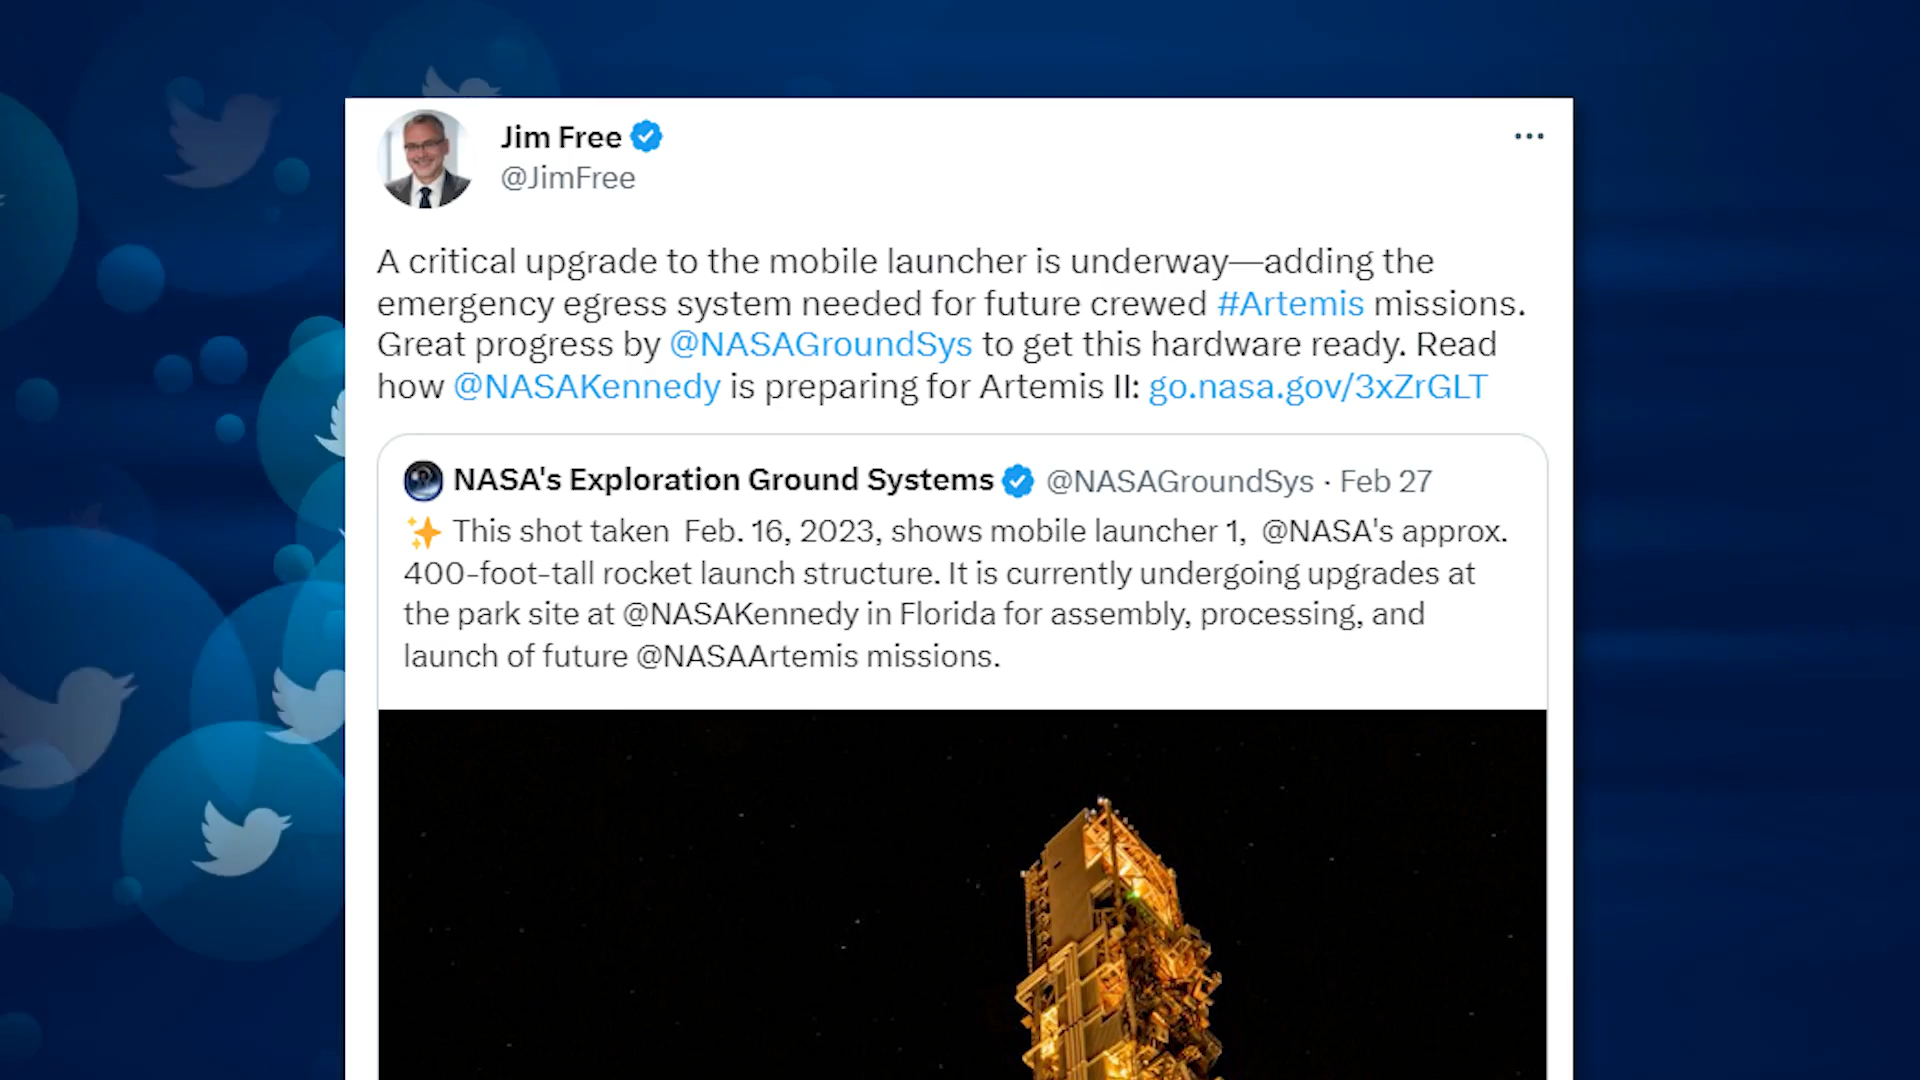 Jim Free
@JimFree
A critical upgrade to the mobile launcher is underway—adding the
emergency egress system needed for future crewed #Artemis missions.
Great progress by @NASAGroundSys to get this hardware ready. Read
how @NASAKennedy is preparing for Artemis II: go.nasa.gov/3xZrGLT
NASA's Exploration Ground Systems @NASAGroundSys · Feb 27
✨ This shot taken Feb. 16, 2023, shows mobile launcher 1, @NASA's approx.
400-foot-tall rocket launch structure. It is currently undergoing upgrades at
the park site at @NASAKennedy in Florida for assembly, processing, and
launch of future @NASAArtemis missions.